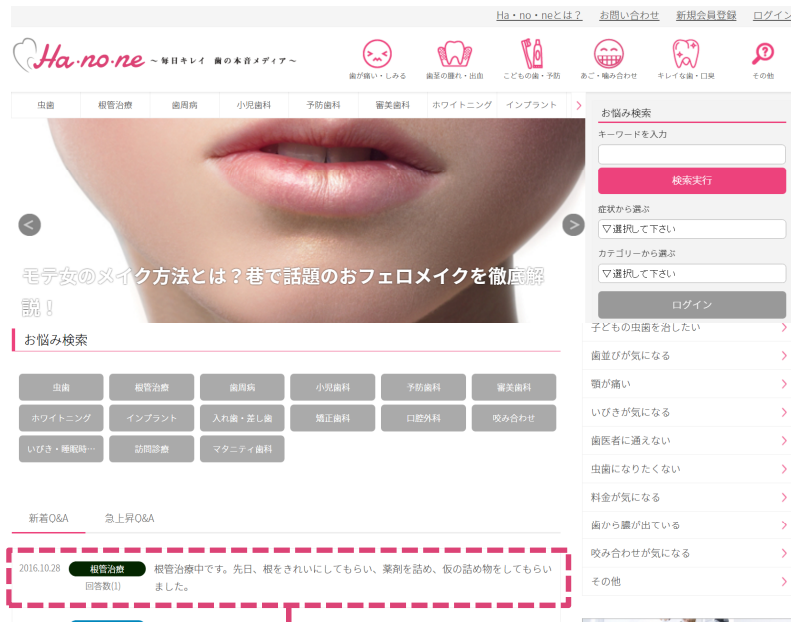 Ha・no・neとは？ お問い合わせ 新規会員登録 ログイン
Ha・no・ne ～毎日キレイ 歯の本音メディア～
歯が痛い・しみる 歯茎の腫れ・出血 こどもの歯・予防 あご・噛み合わせ キレイな歯・口臭 その他
虫歯 根管治療 歯周病 小児歯科 予防歯科 審美歯科 ホワイトニング インプラント
お悩み検索
キーワードを入力
検索実行
症状から選ぶ
▽選択して下さい
カテゴリーから選ぶ
▽選択して下さい
ログイン
モテ女のメイク方法とは？巷で話題のおフェロメイクを徹底解
説！
お悩み検索
虫歯 根管治療 歯周病 小児歯科 予防歯科 審美歯科
ホワイトニング インプラント 入れ歯・差し歯 矯正歯科 口腔外科 咬み合わせ
いびき・睡眠時… 訪問診療 マタニティ歯科
子どもの虫歯を治したい
歯並びが気になる
顎が痛い
いびきが気になる
歯医者に通えない
虫歯になりたくない
料金が気になる
歯から膿が出ている
咬み合わせが気になる
その他
新着Q&A 急上昇Q&A
2016.10.28 根管治療 根管治療中です。先日、根をきれいにしてもらい、薬剤を詰め、仮の詰め物をしてもらい
回答数(1) ました。